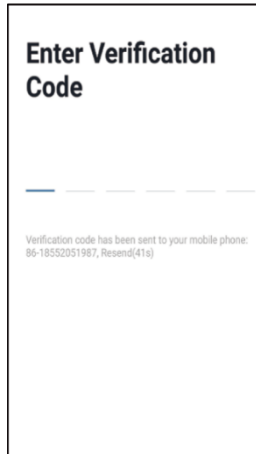 Enter Verification
Code
Verification code has been sent to your mobile phone:
86-18552051987, Resend(41s)